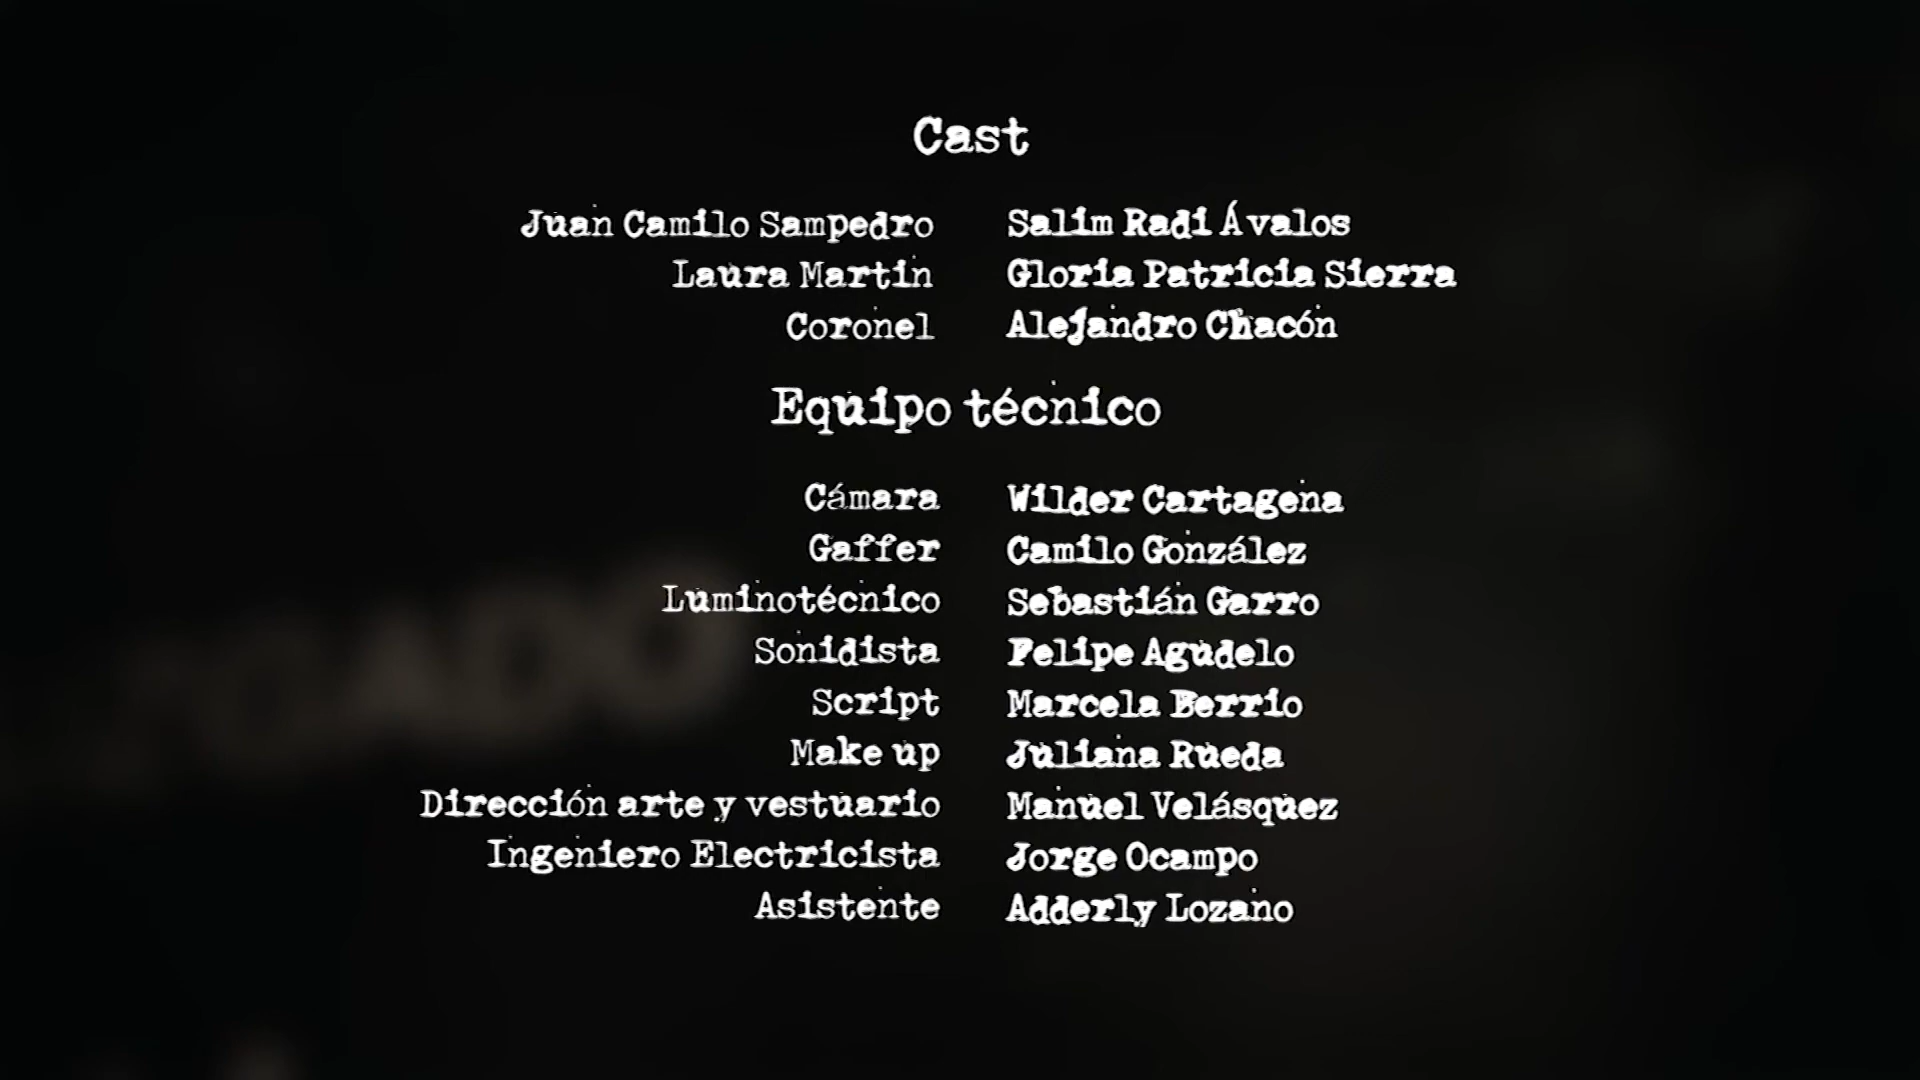 Cast
Juan Camilo Sampedro Salim Radi Ávalos
Laura Martin Gloria Patricia Sierra
Coronel Alejandro Chacón
Equipo técnico
Cámara Wilder Cartagena
Gaffer Camilo González
Luminotécnico Sebastián Garro
Sonidista Felipe Agudelo
Script Marcela Berrio
Make up Juliana Rueda
Dirección arte y vestuario Manuel Velásquez
Ingeniero Electricista Jorge Ocampo
Asistente Adderly Lozano